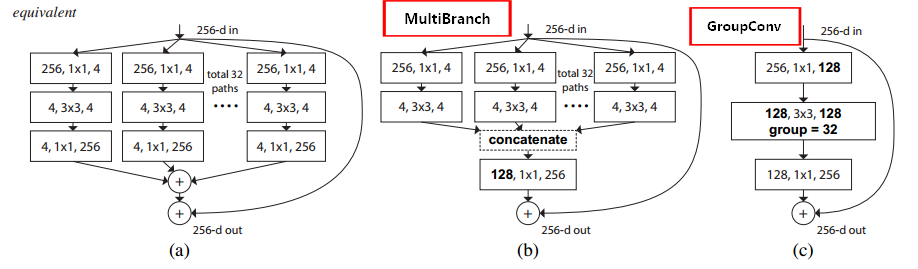 equivalent
256-d in
256, 1x1, 4
256, 1x1, 4
total 32
paths
....
256, 1x1, 4
4, 3x3, 4
4, 3x3, 4
4, 3x3, 4
4, 1x1, 256
4, 1x1, 256
4, 1x1, 256
+
+
256-d out
(a)
MultiBranch
256-d in
256, 1x1, 4
256, 1x1, 4
total 32
paths
....
256, 1x1, 4
4, 3x3, 4
4, 3x3, 4
4, 3x3, 4
concatenate
128, 1x1, 256
+
256-d out
(b)
GroupConv
256-d in
256, 1x1, 128
128, 3x3, 128
group = 32
128, 1x1, 256
+
256-d out
(c)